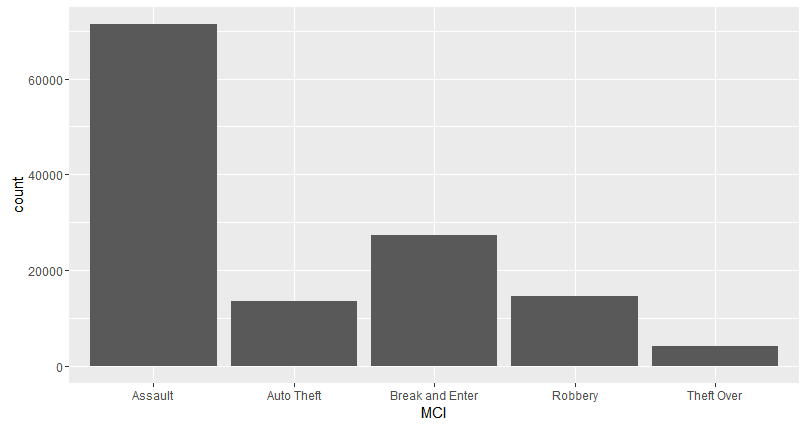 count
60000
40000
20000
0
Assault Auto Theft Break and Enter Robbery Theft Over
MCI